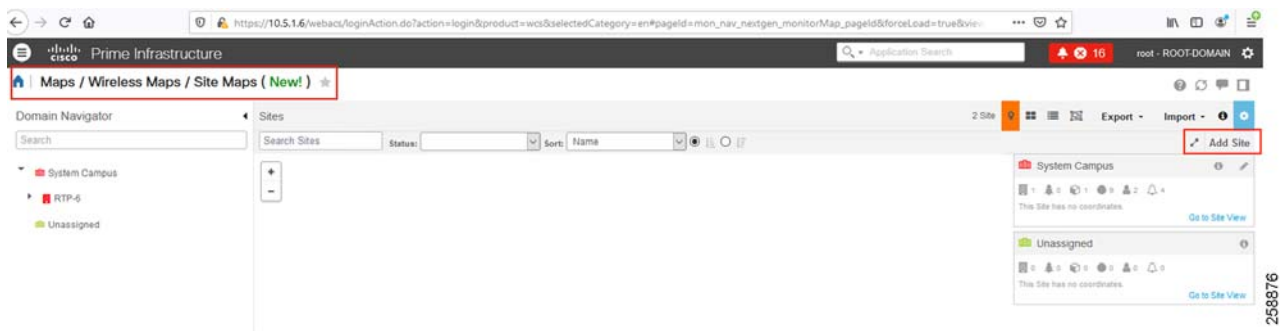 https://10.5.1.6/webacs/loginAction.do?action=login&product=wcs&selectedCategory=en#pageId=mon_nav_nextgen_monitorMap_pageId&forceLoad=true&view
cisco Prime Infrastructure
Application Search
16
root - ROOT-DOMAIN
Maps / Wireless Maps / Site Maps ( New! )
Domain Navigator
Sites
2 Site
Export
Import
Search
Search Sites
Status:
Sort: Name
Add Site
System Campus
RTP-6
Unassigned
+
-
System Campus
1 0 1 0 2 4
This Site has no coordinates.
Go to Site View
Unassigned
0 0 0 0 0 0
This Site has no coordinates.
Go to Site View
258876